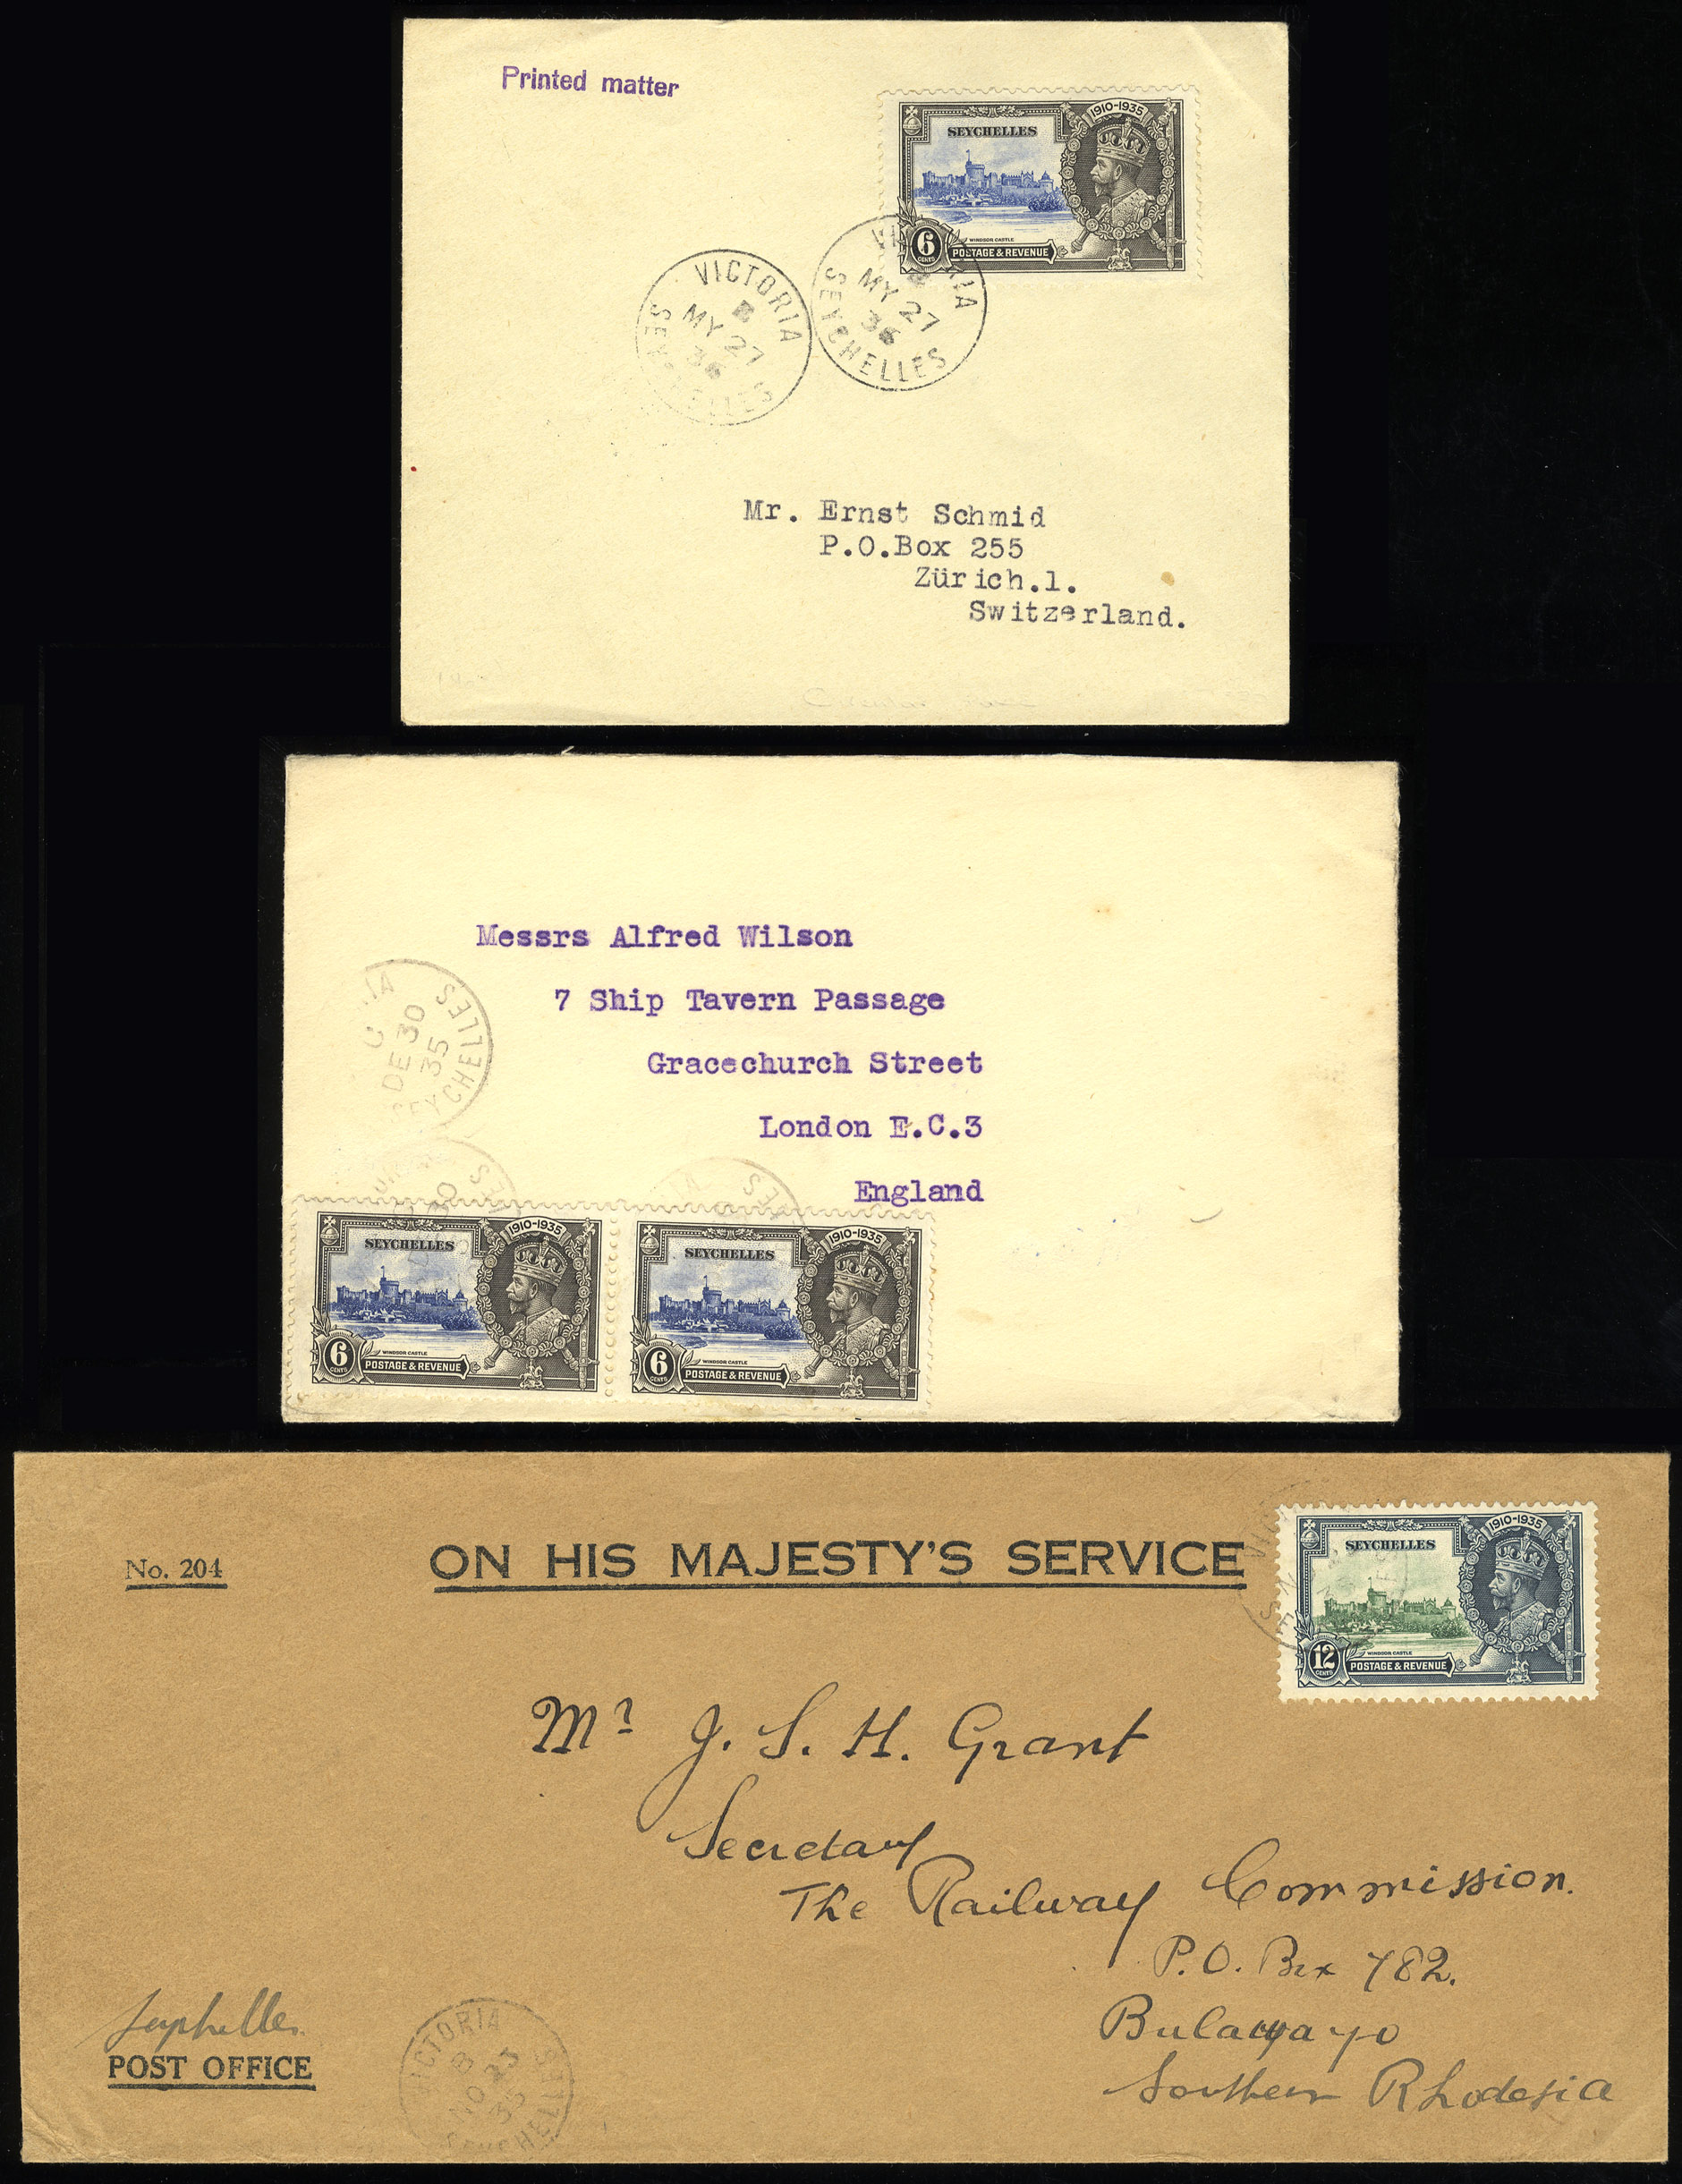 Printed matter
1910-1935
SEYCHELLES
WINDSOR CASTLE
6
CENTS
POSTAGE & REVENUE
VICTORIA
MY 27
36
SEYCHELLES
VICTORIA
MY 27
36
SEYCHELLES
Mr. Ernst Schmid
P.O.Box 255
Zürich.1.
Switzerland.
Messrs Alfred Wilson
7 Ship Tavern Passage
Gracechurch Street
London E.C.3
England
DE 30
35
SEYCHELLES
1910-1935
SEYCHELLES
WINDSOR CASTLE
6
CENTS
POSTAGE & REVENUE
1910-1935
SEYCHELLES
WINDSOR CASTLE
6
CENTS
POSTAGE & REVENUE
No. 204
ON HIS MAJESTY'S SERVICE
1910-1935
SEYCHELLES
WINDSOR CASTLE
12
CENTS
POSTAGE & REVENUE
Mr J. S. H. Grant
Secretary
The Railway Commission.
P.O. Box 782.
Bulawayo
Southern Rhodesia
Seychelles
POST OFFICE
VICTORIA
B
NO 23
35
SEYCHELLES